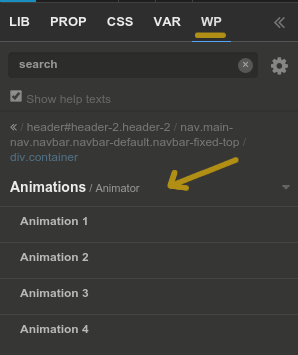 LIB PROP CSS VAR WP «
search
Show help texts
« / header#header-2.header-2 / nav.main-
nav.navbar.navbar-default.navbar-fixed-top /
div.container
Animations / Animator
Animation 1
Animation 2
Animation 3
Animation 4